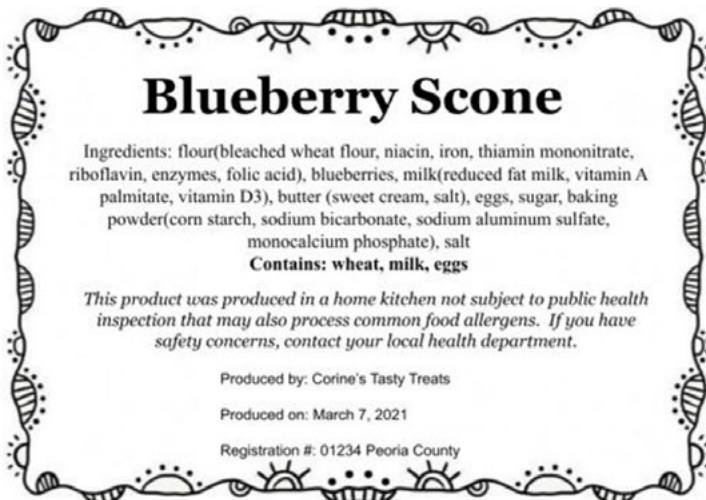 Blueberry Scone
Ingredients: flour(bleached wheat flour, niacin, iron, thiamin mononitrate,
riboflavin, enzymes, folic acid), blueberries, milk(reduced fat milk, vitamin A
palmitate, vitamin D3), butter (sweet cream, salt), eggs, sugar, baking
powder(corn starch, sodium bicarbonate, sodium aluminum sulfate,
monocalcium phosphate), salt
Contains: wheat, milk, eggs
This product was produced in a home kitchen not subject to public health
inspection that may also process common food allergens.  If you have
safety concerns, contact your local health department.
Produced by: Corine's Tasty Treats
Produced on: March 7, 2021
Registration #: 01234 Peoria County